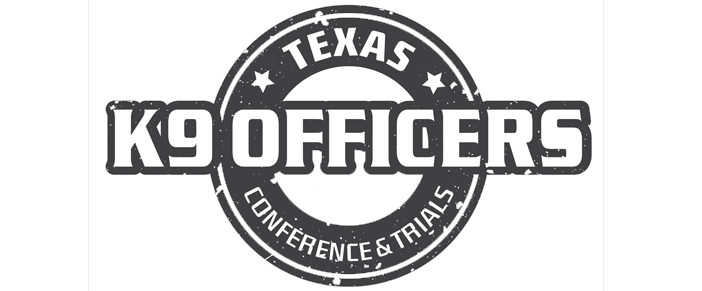 TEXAS
K9 OFFICERS
CONFERENCE & TRIALS